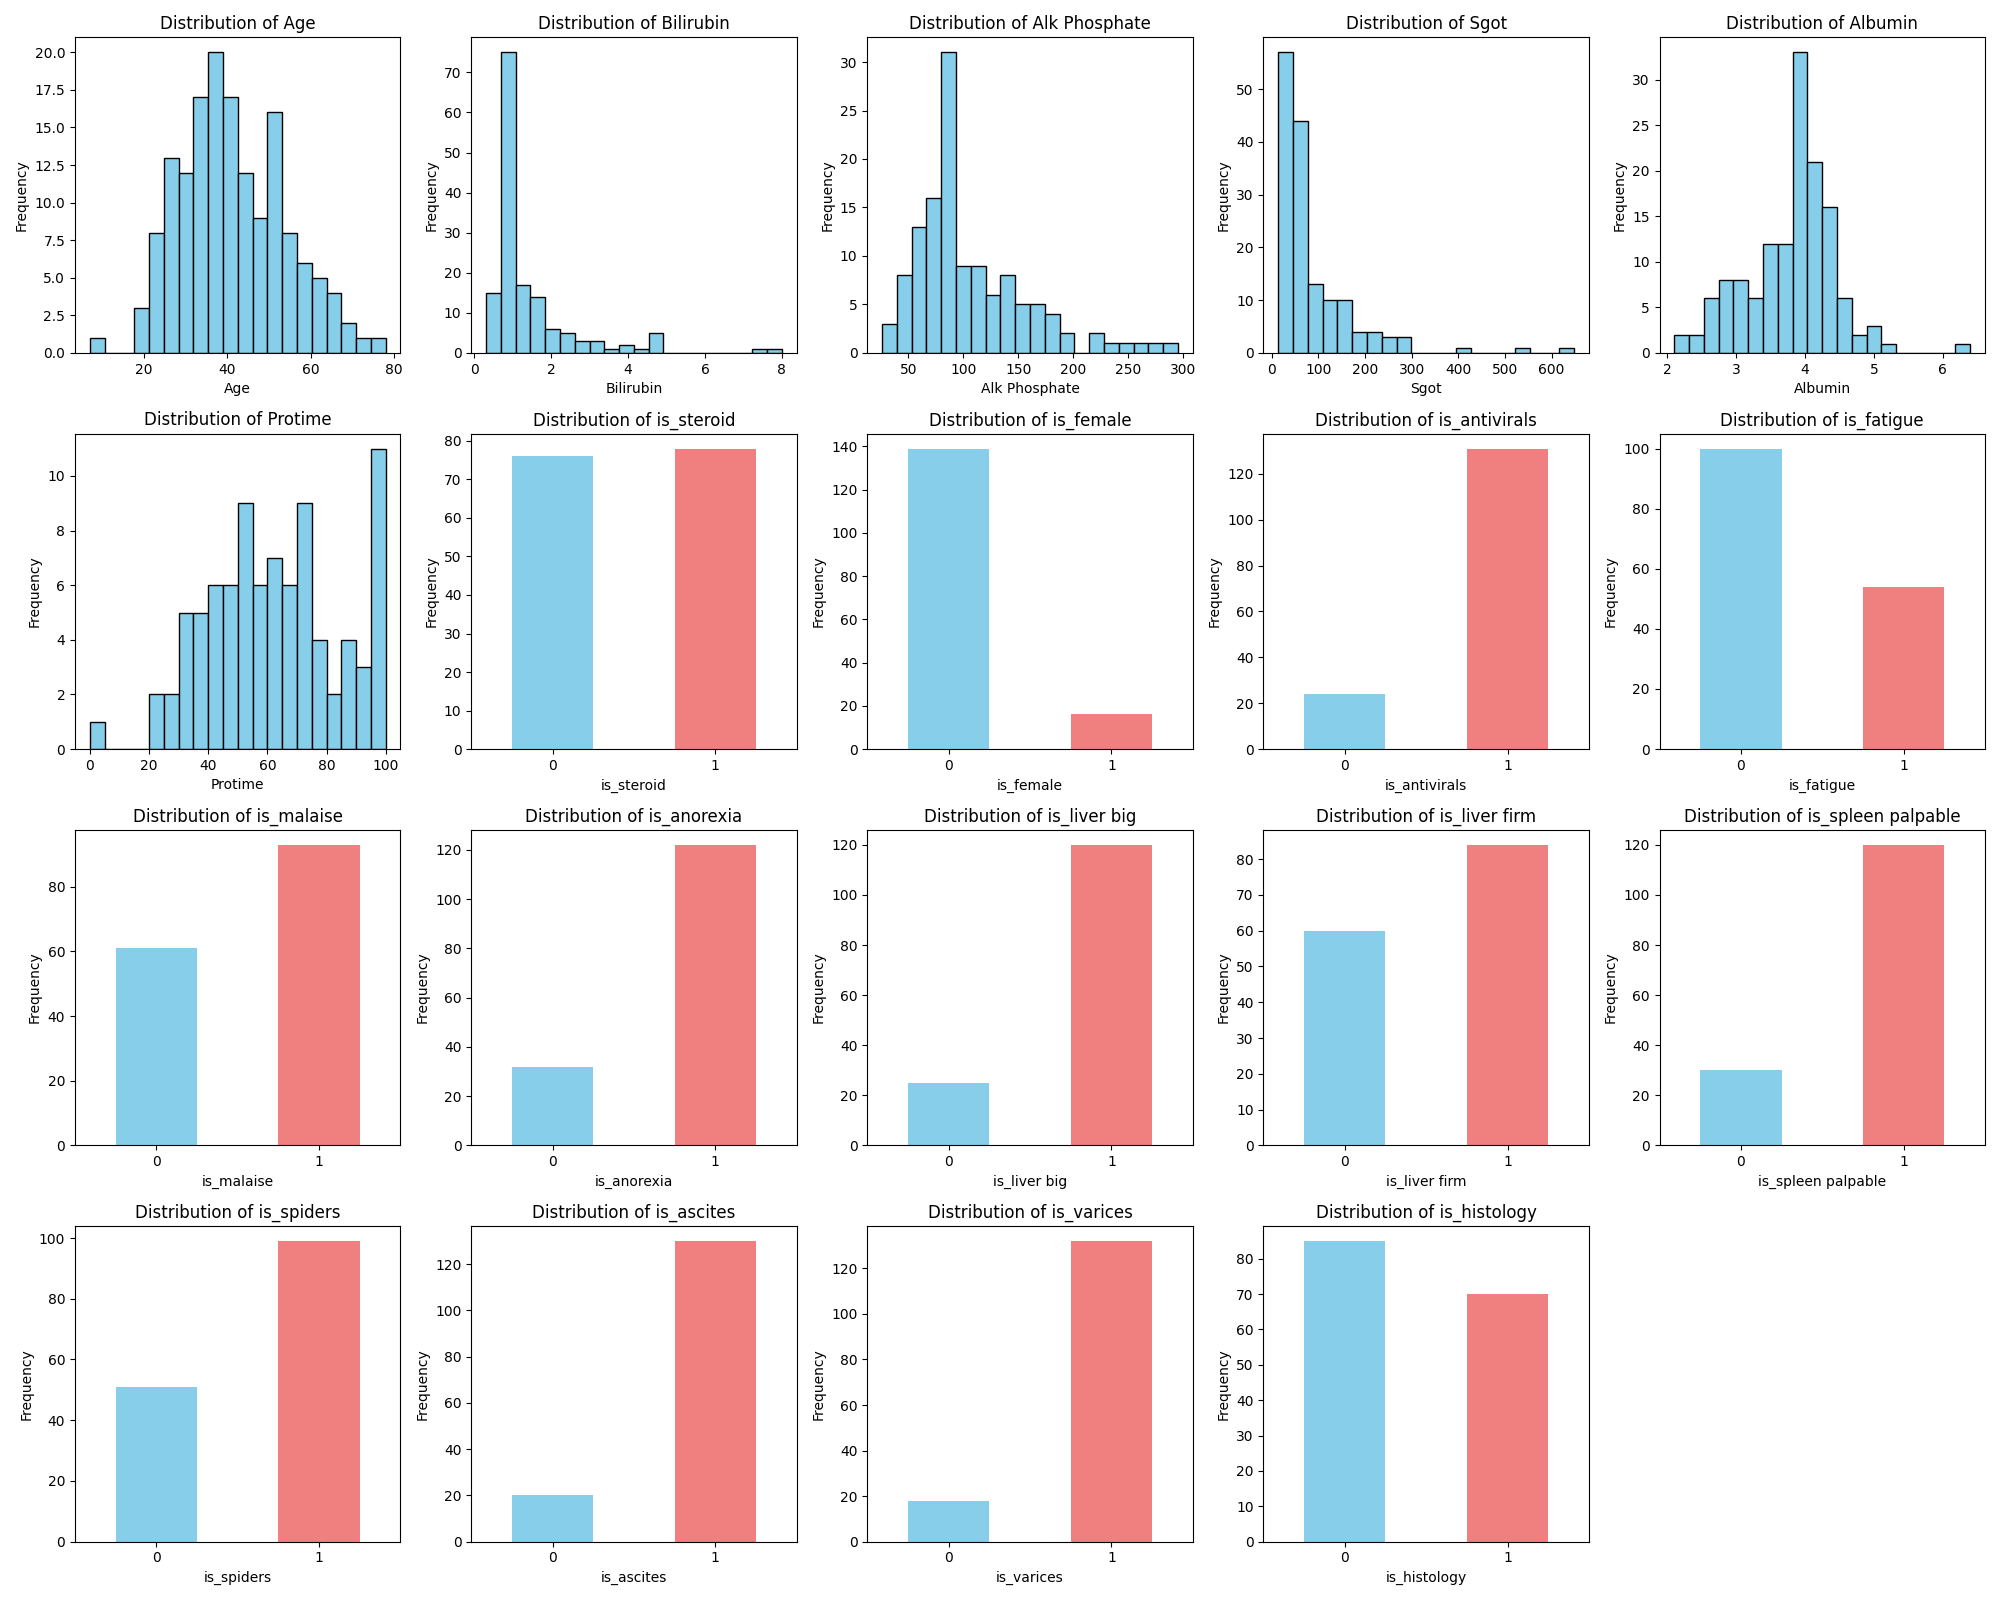 Distribution of Age
20.0
17.5
15.0
12.5
10.0
7.5
5.0
2.5
0.0
Frequency
20 40 60 80
Age
Distribution of Bilirubin
70
60
50
40
30
20
10
0
Frequency
0 2 4 6 8
Bilirubin
Distribution of Alk Phosphate
30
25
20
15
10
5
0
Frequency
50 100 150 200 250 300
Alk Phosphate
Distribution of Sgot
50
40
30
20
10
0
Frequency
0 100 200 300 400 500 600
Sgot
Distribution of Albumin
30
25
20
15
10
5
0
Frequency
2 3 4 5 6
Albumin
Distribution of Protime
10
8
6
4
2
0
Frequency
0 20 40 60 80 100
Protime
Distribution of is_steroid
80
70
60
50
40
30
20
10
0
Frequency
0 1
is_steroid
Distribution of is_female
140
120
100
80
60
40
20
0
Frequency
0 1
is_female
Distribution of is_antivirals
120
100
80
60
40
20
0
Frequency
0 1
is_antivirals
Distribution of is_fatigue
100
80
60
40
20
0
Frequency
0 1
is_fatigue
Distribution of is_malaise
80
60
40
20
0
Frequency
0 1
is_malaise
Distribution of is_anorexia
120
100
80
60
40
20
0
Frequency
0 1
is_anorexia
Distribution of is_liver big
120
100
80
60
40
20
0
Frequency
0 1
is_liver big
Distribution of is_liver firm
80
70
60
50
40
30
20
10
0
Frequency
0 1
is_liver firm
Distribution of is_spleen palpable
120
100
80
60
40
20
0
Frequency
0 1
is_spleen palpable
Distribution of is_spiders
100
80
60
40
20
0
Frequency
0 1
is_spiders
Distribution of is_ascites
120
100
80
60
40
20
0
Frequency
0 1
is_ascites
Distribution of is_varices
120
100
80
60
40
20
0
Frequency
0 1
is_varices
Distribution of is_histology
80
70
60
50
40
30
20
10
0
Frequency
0 1
is_histology